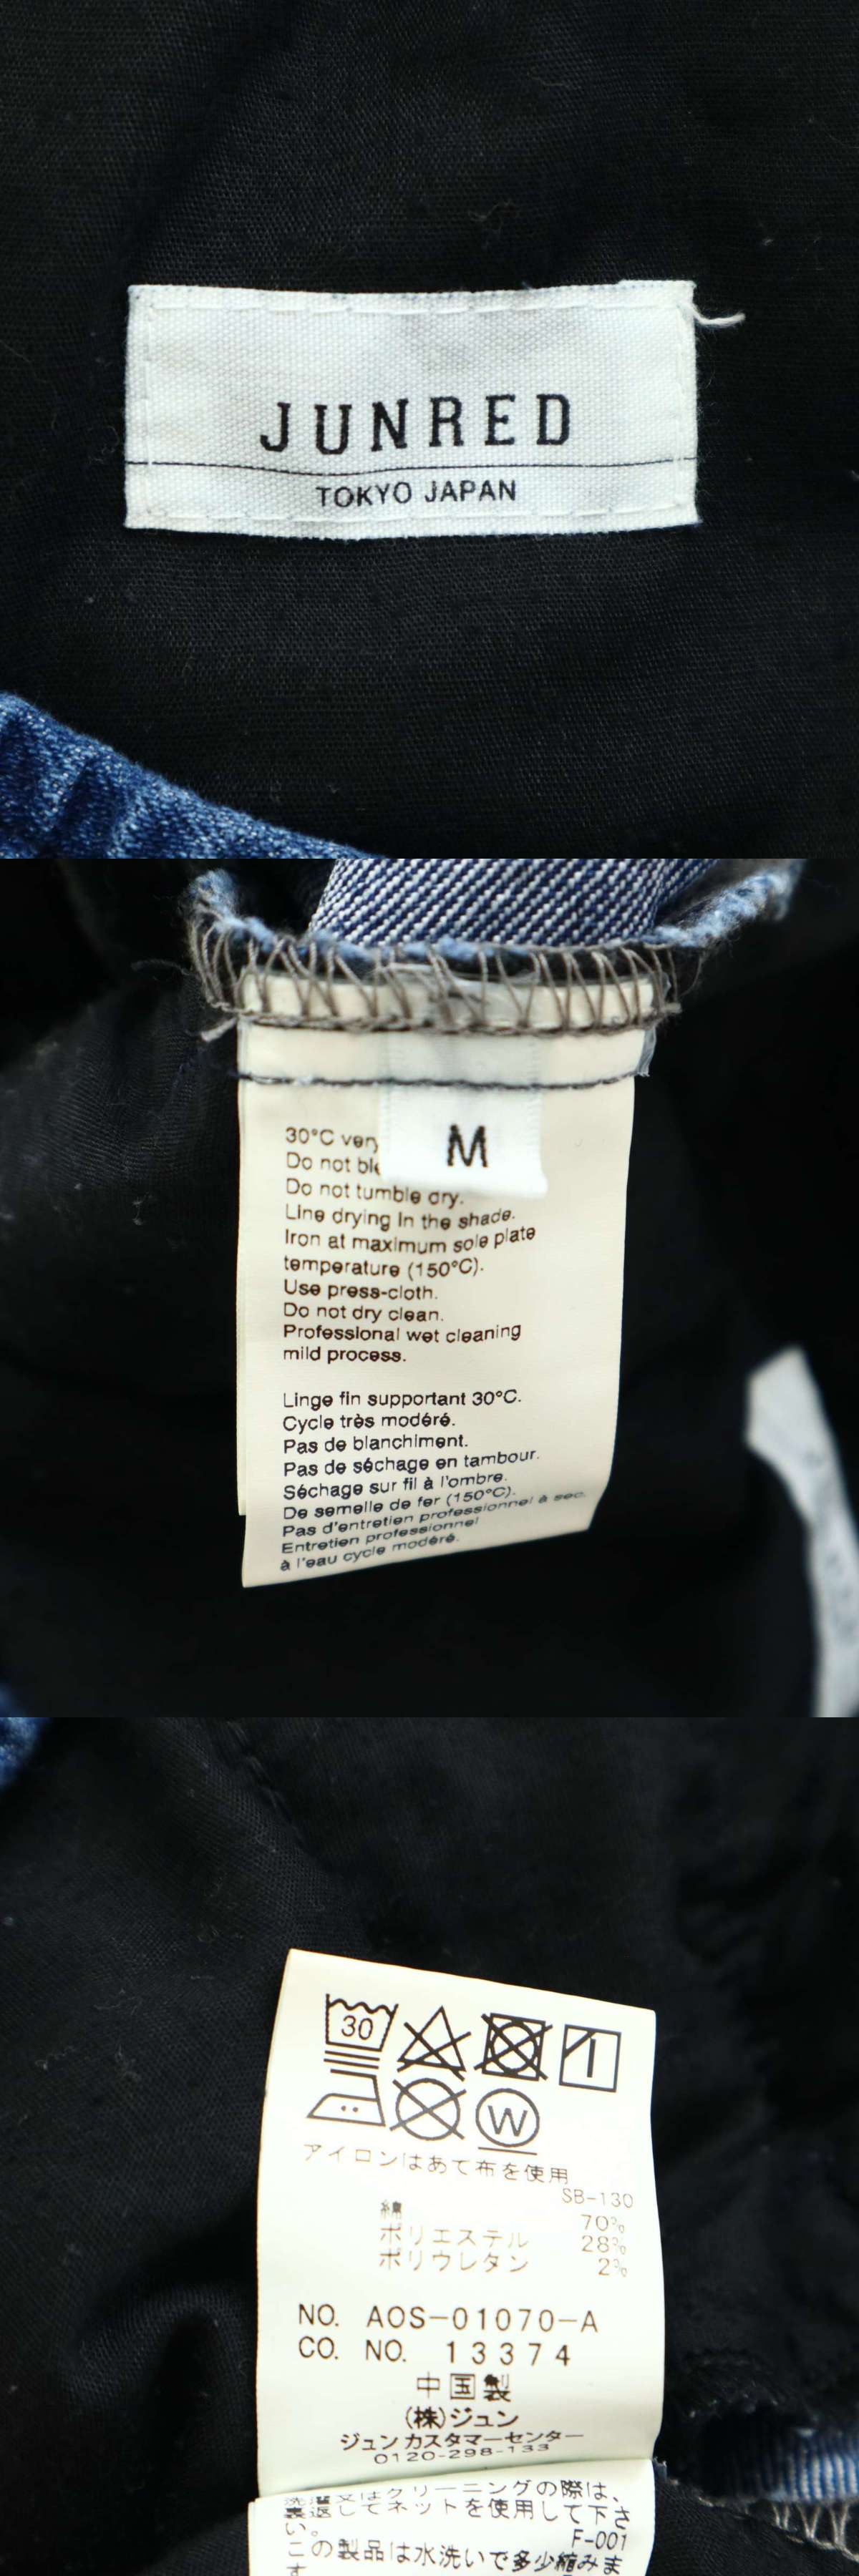 JUNRED
TOKYO JAPAN
M
30°C very
Do not
Do not tumble dry.
Line drying in the shade.
Iron at maximum sole plate
temperature (150°C).
Use press-cloth.
Do not dry clean.
Professional wet cleaning
mild process.
Linge fin supportant 30°C.
Cycle très modéré.
Pas de blanchiment.
Pas de séchage en tambour.
Séchage sur fil à l'ombre.
De semelle de fer (150°C).
Pas d'entretien professionnel à sec.
Entretien professionnel
à l'eau cycle modéré.
30
W
アイロンはあて布を使用
SB-130
綿 70%
ポリエステル 28%
ポリウレタン 2%
NO. AOS-01070-A
CO. NO. 13374
中国製
(株)ジュン
ジュン カスタマーセンター
0120-298-133
洗濯又はクリーニングの際は、
裏返してネットを使用して下さ
い。
F-001
この製品は水洗いで多少縮みま
す